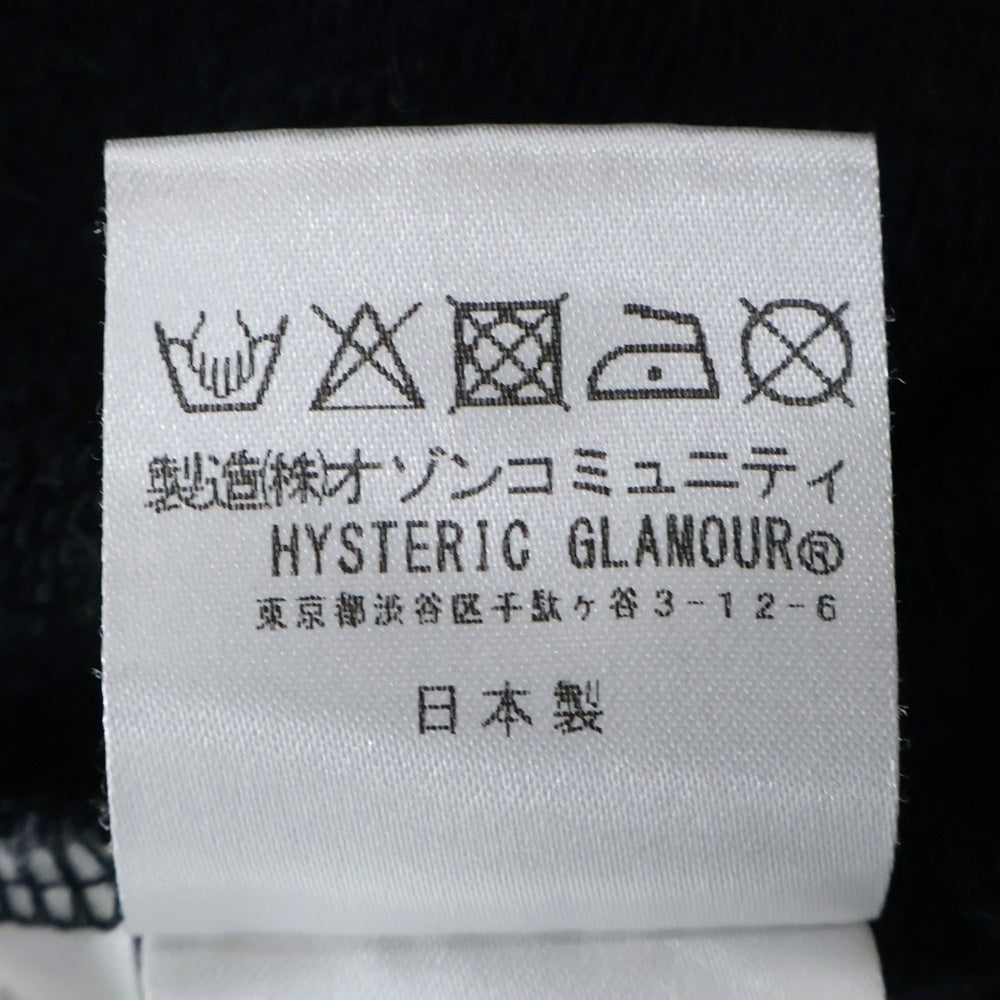 製造(株)オゾンコミュニティ
HYSTERIC GLAMOUR®
東京都渋谷区千駄ヶ谷3-12-6
日本製